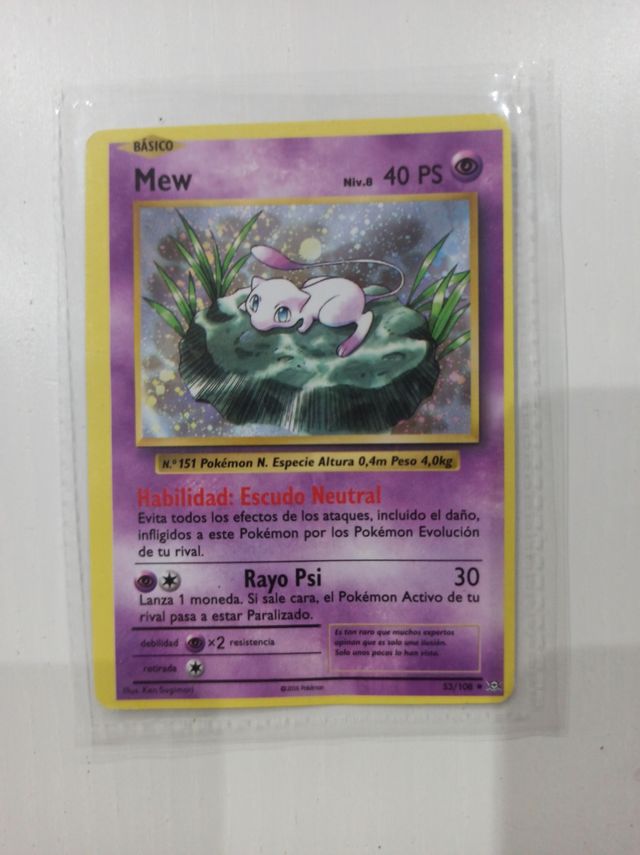 BÁSICO
Mew
Niv.8 40 PS
N.º 151 Pokémon N. Especie Altura 0,4m Peso 4,0kg
Habilidad: Escudo Neutral
Evita todos los efectos de los ataques, incluido el daño,
infligidos a este Pokémon por los Pokémon Evolución
de tu rival.
Rayo Psi 30
Lanza 1 moneda. Si sale cara, el Pokémon Activo de tu
rival pasa a estar Paralizado.
debilidad ×2 resistencia
retirada
Es tan raro que muchos expertos
opinan que es solo una ilusión.
Solo unos pocos lo han visto.
Illus. Ken Sugimori
©2016 Pokémon
53/108 ★